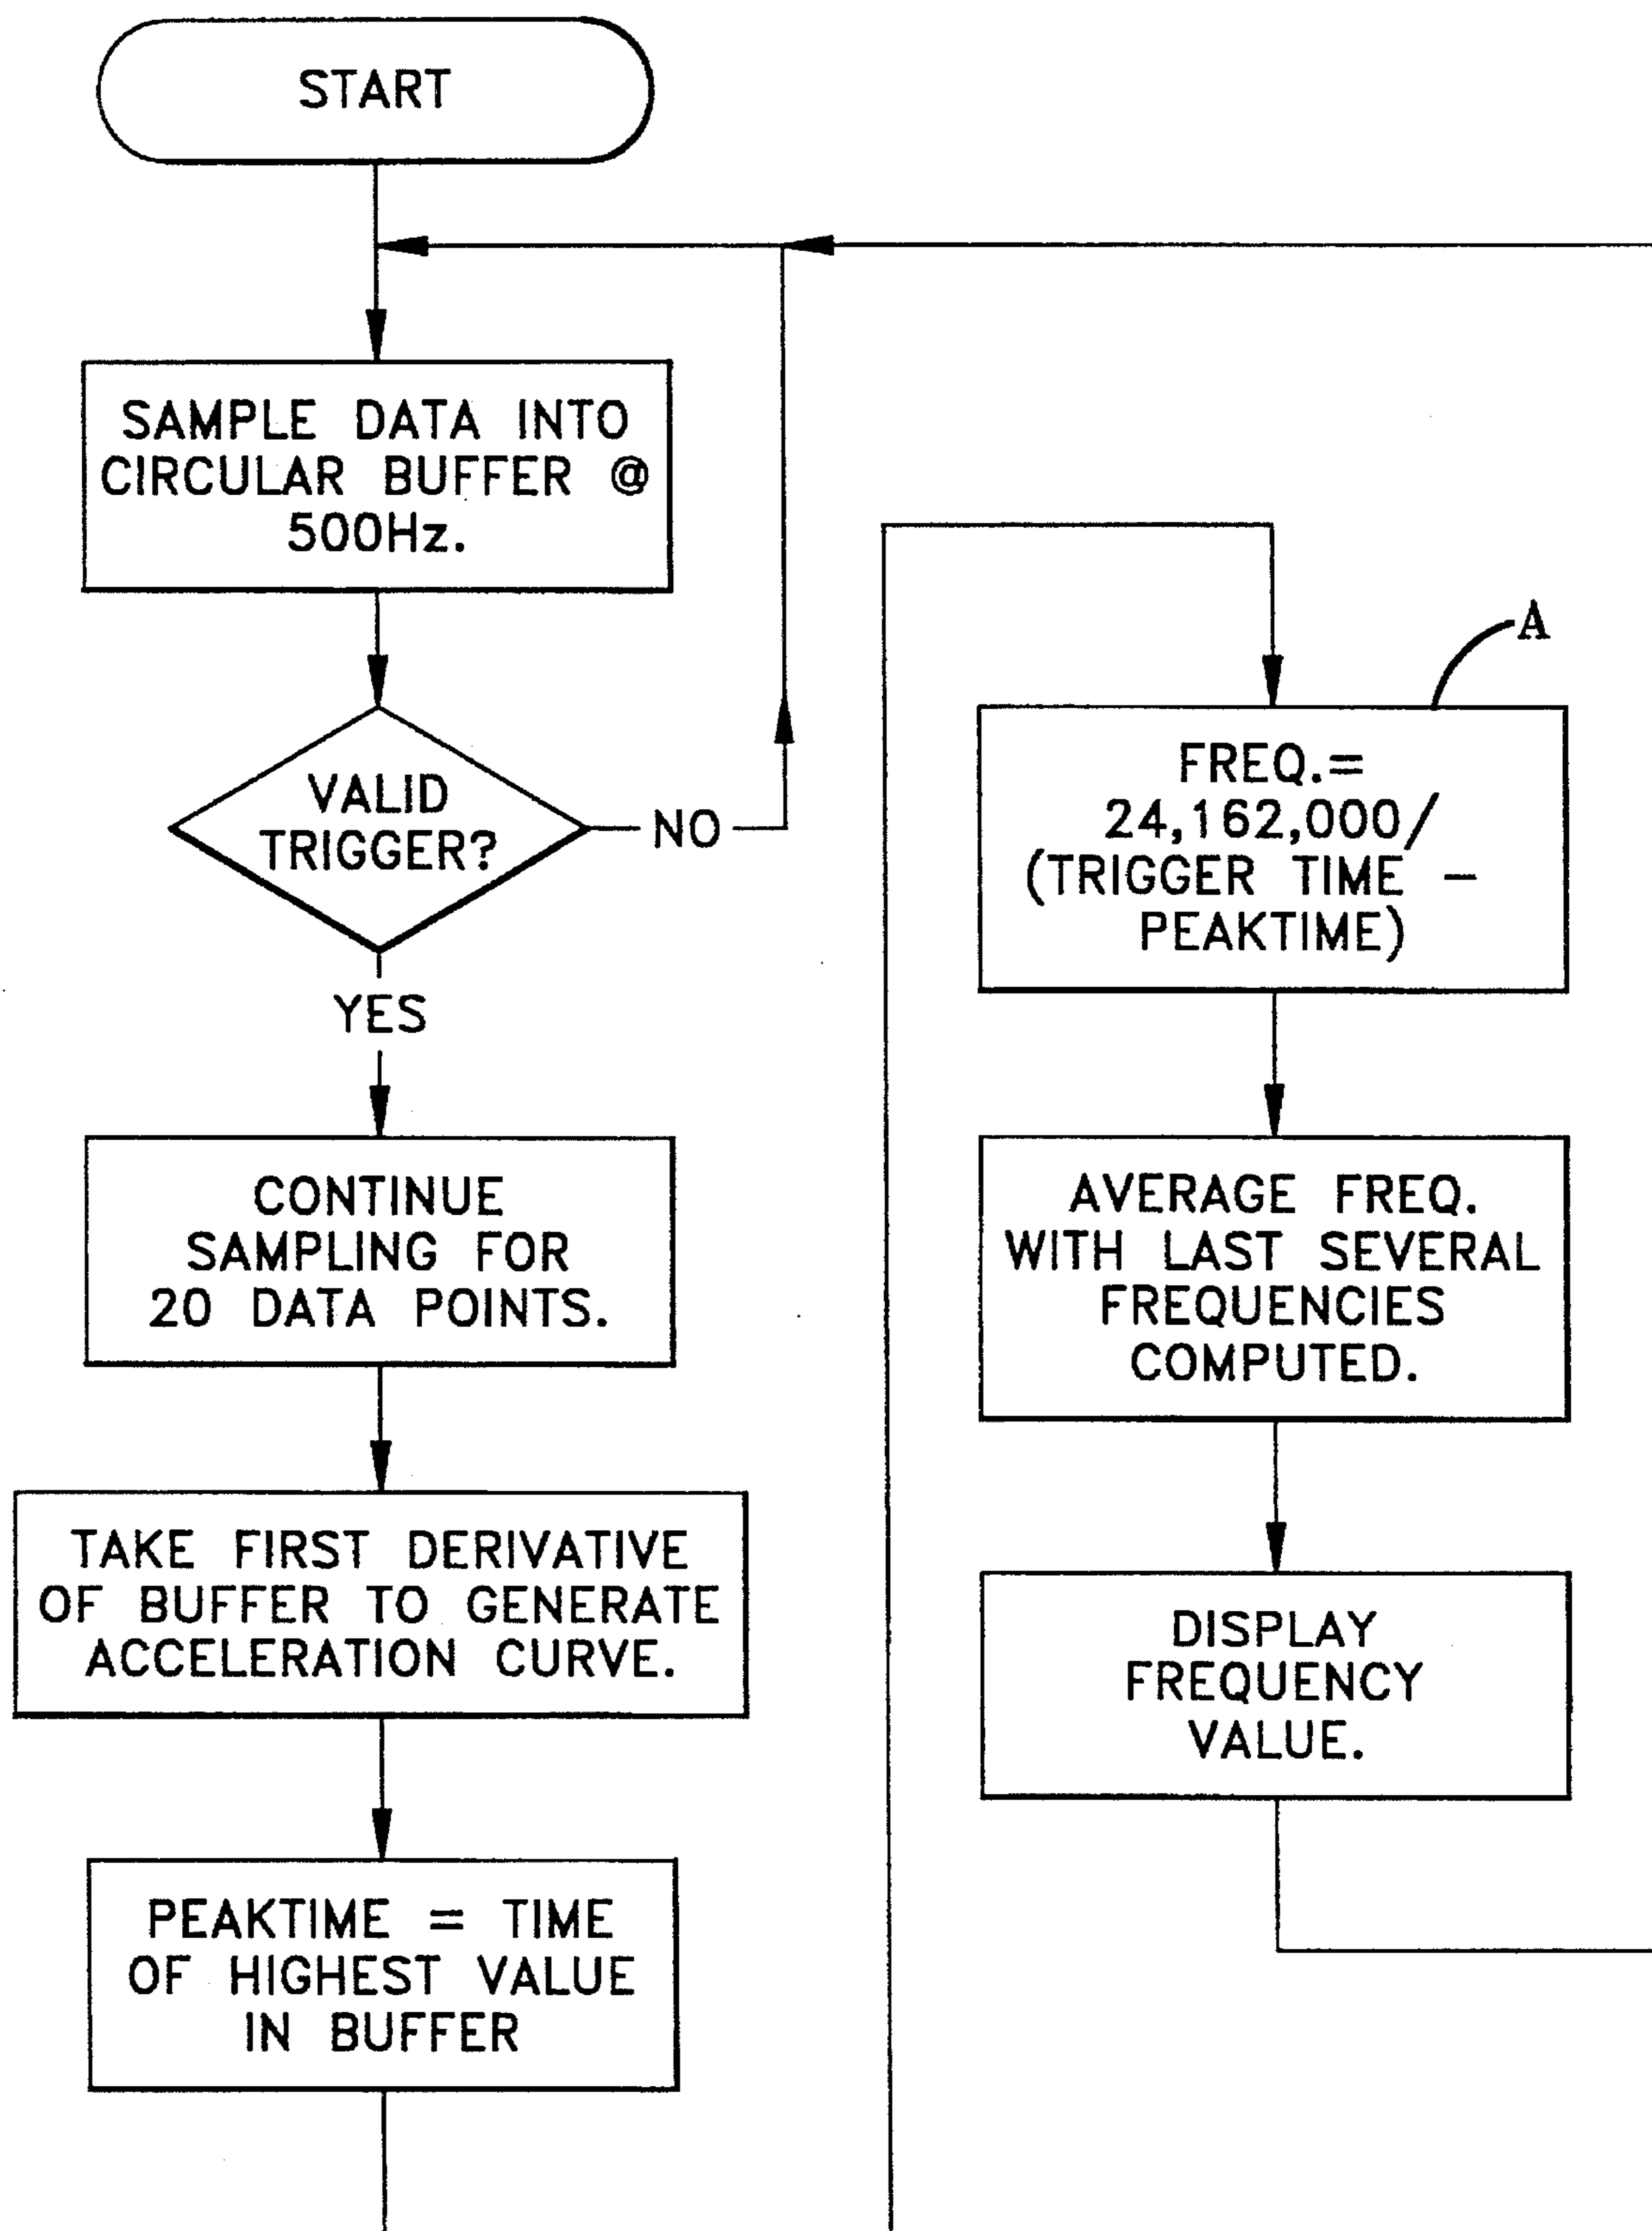 START
SAMPLE DATA INTO
CIRCULAR BUFFER @
500Hz.
VALID
TRIGGER?
NO
YES
CONTINUE
SAMPLING FOR
20 DATA POINTS.
TAKE FIRST DERIVATIVE
OF BUFFER TO GENERATE
ACCELERATION CURVE.
PEAKTIME = TIME
OF HIGHEST VALUE
IN BUFFER
A
FREQ.=
24,162,000/
(TRIGGER TIME –
PEAKTIME)
AVERAGE FREQ.
WITH LAST SEVERAL
FREQUENCIES
COMPUTED.
DISPLAY
FREQUENCY
VALUE.